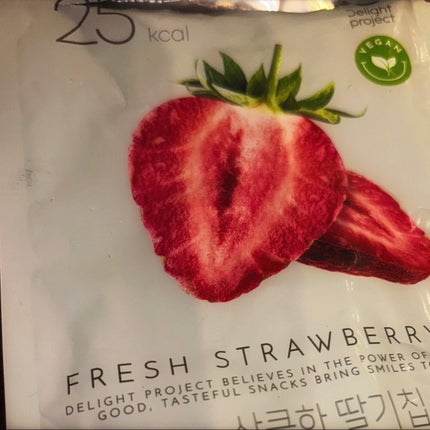 25 kcal
Delight
project
VEGAN
FRESH STRAWBERRY
DELIGHT PROJECT BELIEVES IN THE POWER OF
GOOD, TASTEFUL SNACKS BRING SMILES TO
상큼한 딸기칩